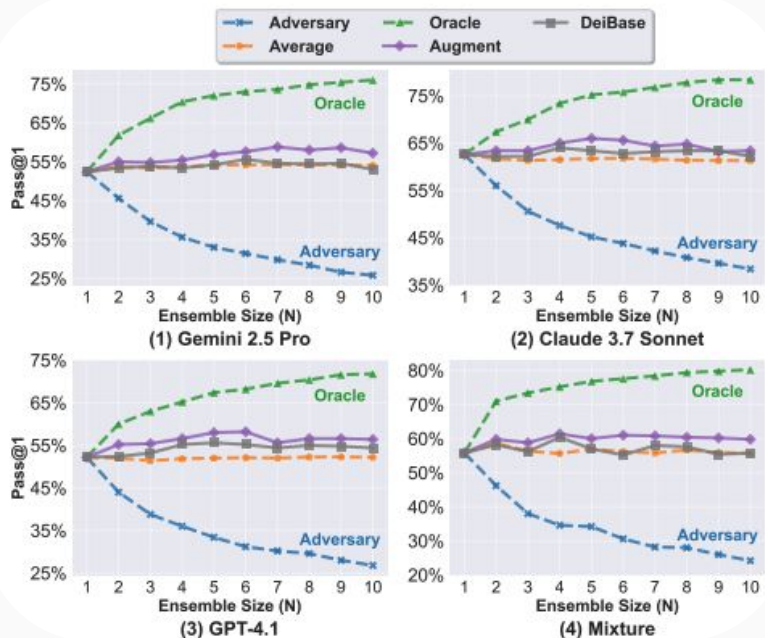 Adversary Oracle DeiBase
Average Augment
75%
65%
55%
45%
35%
25%
Pass@1
Oracle
Adversary
1 2 3 4 5 6 7 8 9 10
Ensemble Size (N)
(1) Gemini 2.5 Pro
75%
65%
55%
45%
35%
Oracle
Adversary
1 2 3 4 5 6 7 8 9 10
Ensemble Size (N)
(2) Claude 3.7 Sonnet
75%
65%
55%
45%
35%
25%
Pass@1
Oracle
Adversary
1 2 3 4 5 6 7 8 9 10
Ensemble Size (N)
(3) GPT-4.1
80%
70%
60%
50%
40%
30%
20%
Oracle
Adversary
1 2 3 4 5 6 7 8 9 10
Ensemble Size (N)
(4) Mixture